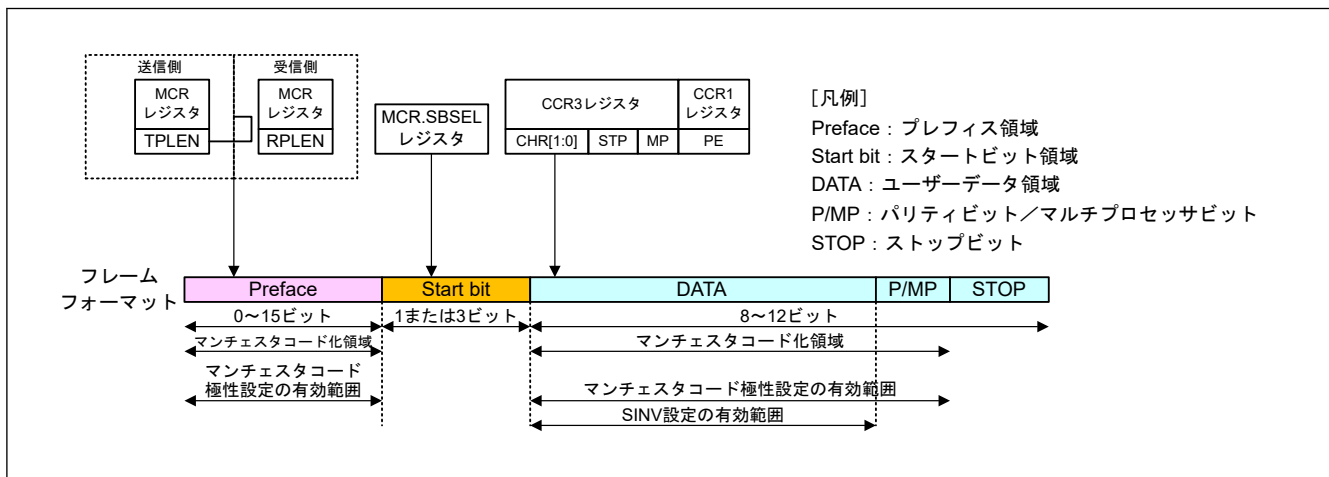 送信側
受信側
MCR
レジスタ
TPLEN
MCR
レジスタ
RPLEN
MCR.SBSEL
レジスタ
CCR3レジスタ
CCR1
レジスタ
CHR[1:0]
STP
MP
PE
[凡例]
Preface：プレフィス領域
Start bit：スタートビット領域
DATA：ユーザーデータ領域
P/MP：パリティビット／マルチプロセッサビット
STOP：ストップビット
フレーム
フォーマット
Preface
Start bit
DATA
P/MP
STOP
0～15ビット
1または3ビット
8～12ビット
マンチェスタコード化領域
マンチェスタコード化領域
マンチェスタコード
極性設定の有効範囲
マンチェスタコード極性設定の有効範囲
SINV設定の有効範囲